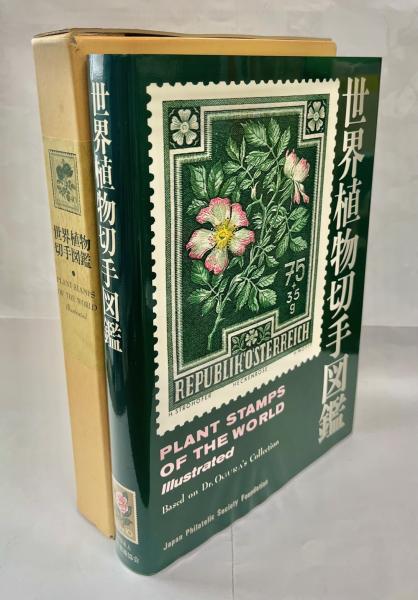 世界植物
切手図鑑
PLANT STAMPS
OF THE WORLD
Illustrated
世界植物切手図鑑
世界植物切手図鑑
75
+35
g
REPUBLIK ÖSTERREICH
H. STROHOFER
HECKENROSE
PLANT STAMPS
OF THE WORLD
Illustrated
Based on Dr. OGURA's Collection
Japan Philatelic Society Foundation